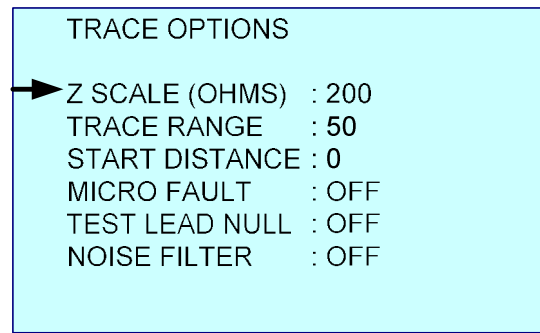 TRACE OPTIONS
Z SCALE (OHMS) : 200
TRACE RANGE : 50
START DISTANCE : 0
MICRO FAULT : OFF
TEST LEAD NULL : OFF
NOISE FILTER : OFF